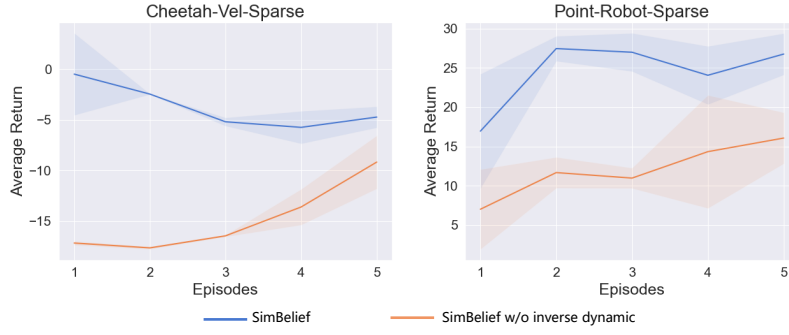 Cheetah-Vel-Sparse
Average Return
0
−5
−10
−15
1 2 3 4 5
Episodes
Point-Robot-Sparse
Average Return
30
25
20
15
10
5
1 2 3 4 5
Episodes
SimBelief
SimBelief w/o inverse dynamic